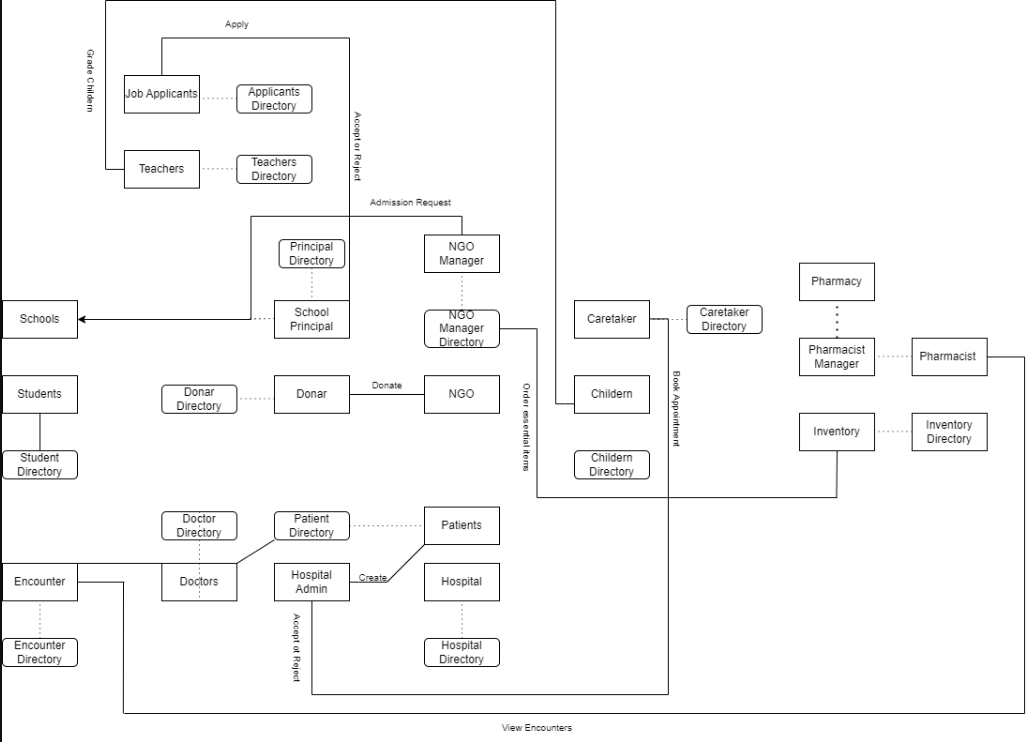 Apply
Grade Childern
Job Applicants
Applicants
Directory
Accept or Reject
Teachers
Teachers
Directory
Admission Request
Principal
Directory
NGO
Manager
Pharmacy
Schools
School
Principal
NGO
Manager
Directory
Caretaker
Caretaker
Directory
Pharmacist
Manager
Pharmacist
Students
Donar
Directory
Donar
Donate
NGO
Order essential items
Childern
Book Appointment
Inventory
Inventory
Directory
Student
Directory
Childern
Directory
Doctor
Directory
Patient
Directory
Patients
Encounter
Doctors
Hospital
Admin
Create
Hospital
Accept ot Reject
Encounter
Directory
Hospital
Directory
View Encounters